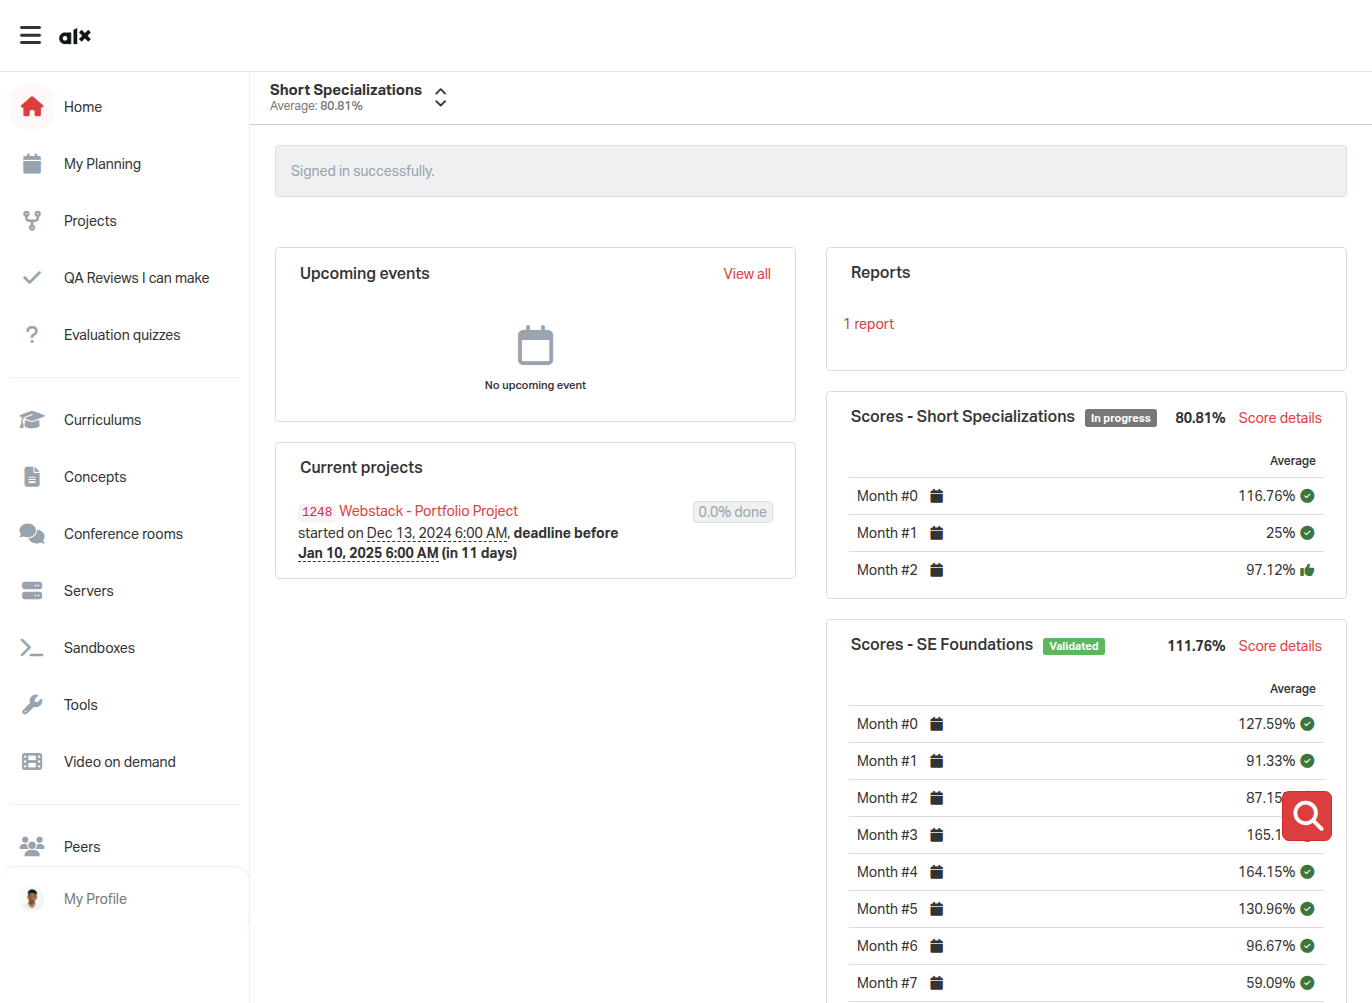 alx
Home
My Planning
Projects
QA Reviews I can make
? Evaluation quizzes
Curriculums
Concepts
Conference rooms
Servers
Sandboxes
Tools
Video on demand
Peers
My Profile
Short Specializations
Average: 80.81%
Signed in successfully.
Upcoming events View all
No upcoming event
Current projects
1248 Webstack - Portfolio Project 0.0% done
started on Dec 13, 2024 6:00 AM, deadline before
Jan 10, 2025 6:00 AM (in 11 days)
Reports
1 report
Scores - Short Specializations In progress 80.81% Score details
Average
Month #0 116.76%
Month #1 25%
Month #2 97.12%
Scores - SE Foundations Validated 111.76% Score details
Average
Month #0 127.59%
Month #1 91.33%
Month #2 87.15
Month #3 165.1
Month #4 164.15%
Month #5 130.96%
Month #6 96.67%
Month #7 59.09%